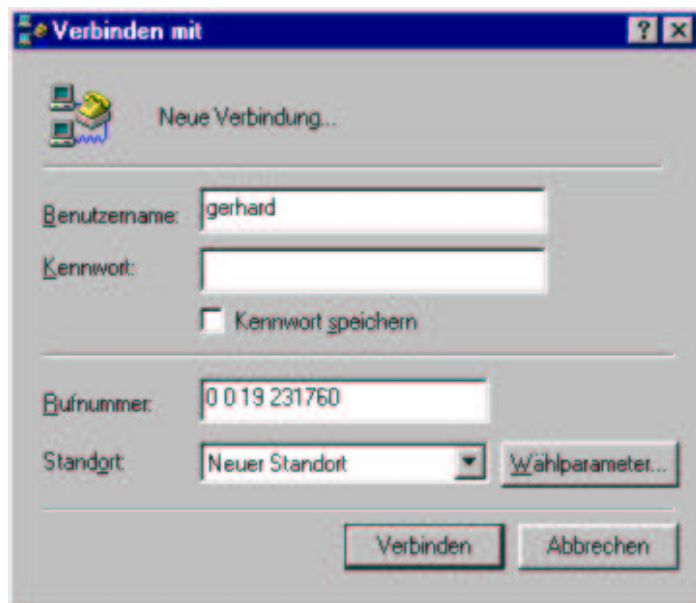 Verbinden mit
Neue Verbindung...
Benutzername: gerhard
Kennwort:
Kennwort speichern
Rufnummer: 0 0 19 231760
Standort: Neuer Standort Wählparameter...
Verbinden Abbrechen